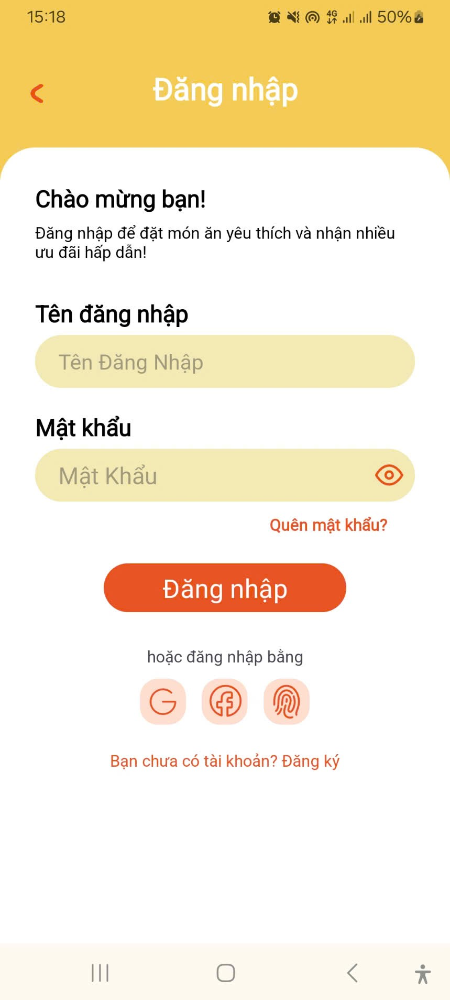 15:18
4G
50%
Đăng nhập
Chào mừng bạn!
Đăng nhập để đặt món ăn yêu thích và nhận nhiều
ưu đãi hấp dẫn!
Tên đăng nhập
Tên Đăng Nhập
Mật khẩu
Mật Khẩu
Quên mật khẩu?
Đăng nhập
hoặc đăng nhập bằng
Bạn chưa có tài khoản? Đăng ký